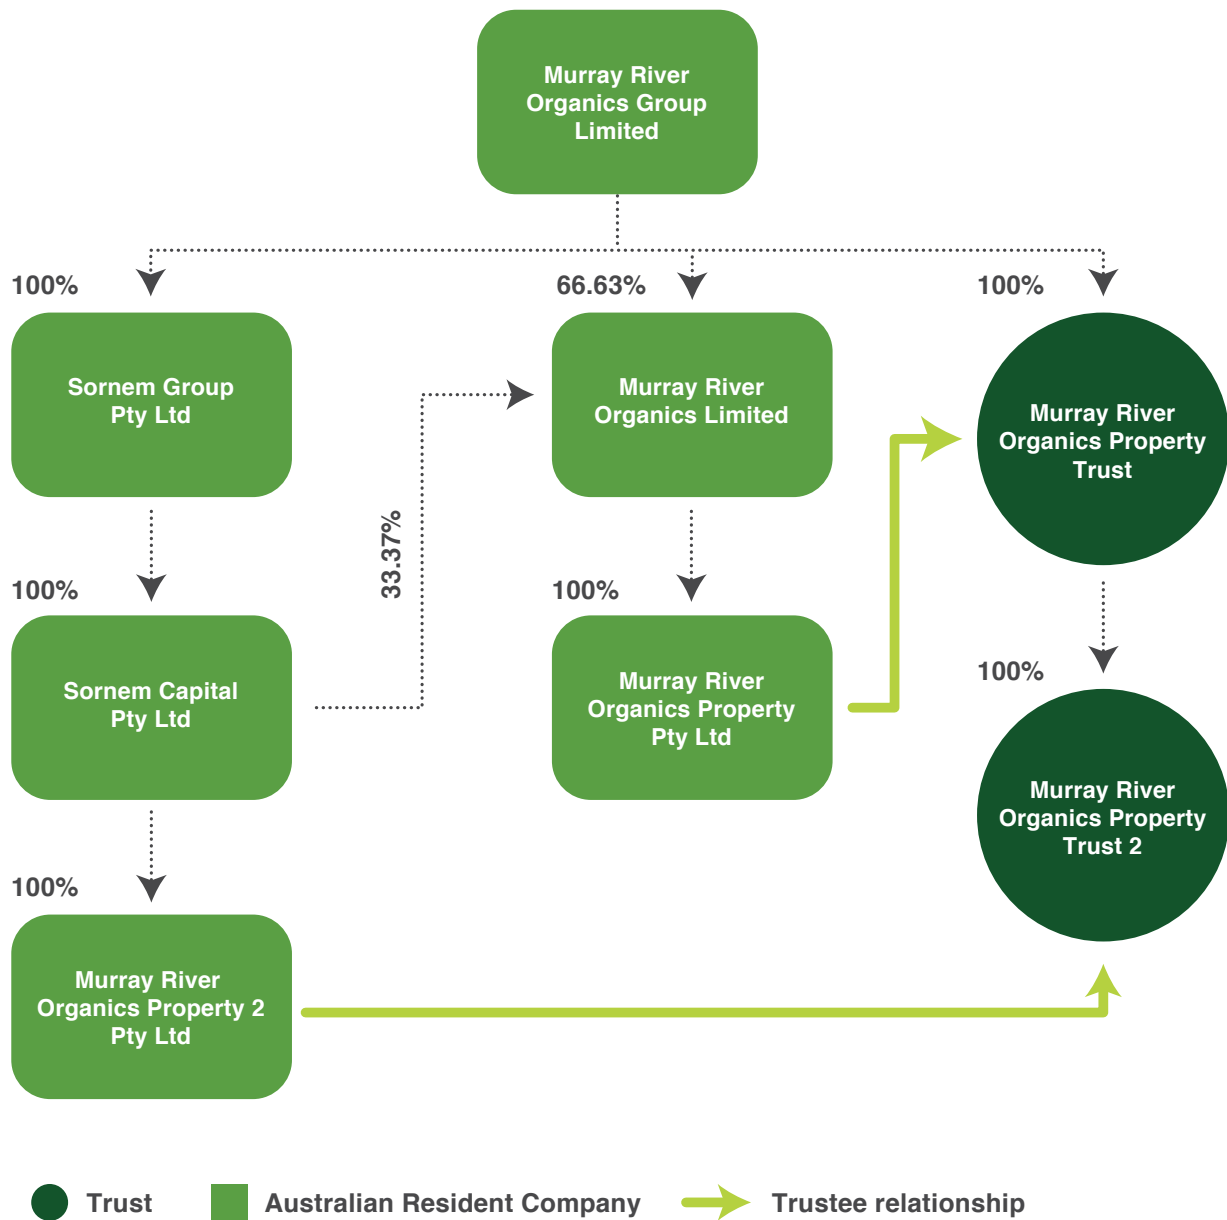 Murray River
Organics Group
Limited
100%
66.63%
100%
Sornem Group
Pty Ltd
Murray River
Organics Limited
Murray River
Organics Property
Trust
33.37%
100%
100%
Sornem Capital
Pty Ltd
Murray River
Organics Property
Pty Ltd
100%
Murray River
Organics Property
Trust 2
100%
Murray River
Organics Property 2
Pty Ltd
Trust
Australian Resident Company
Trustee relationship